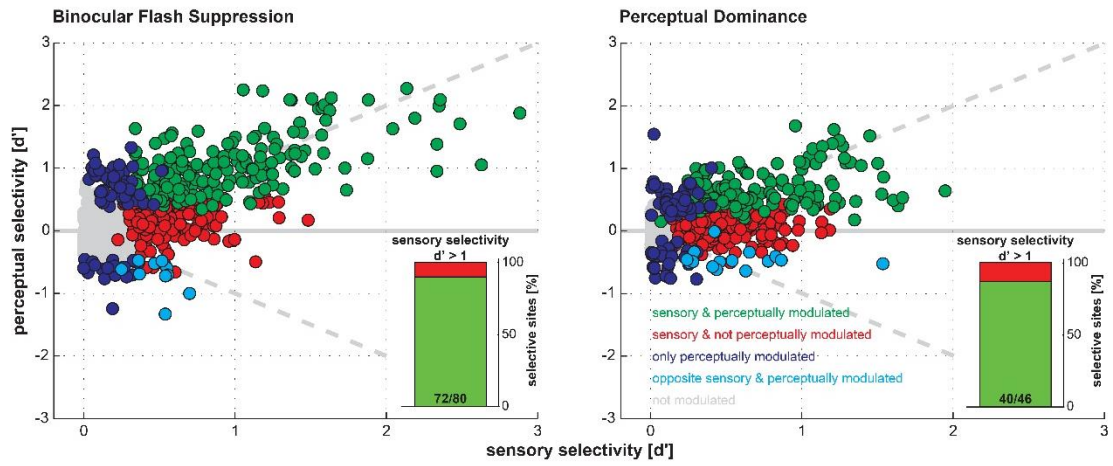 Binocular Flash Suppression
Perceptual Dominance
perceptual selectivity [d']
3
2
1
0
-1
-2
-3
0
1
2
3
sensory selectivity
d' > 1
100
50
0
selective sites [%]
72/80
3
2
1
0
-1
-2
-3
0
1
2
3
sensory & perceptually modulated
sensory & not perceptually modulated
only perceptually modulated
opposite sensory & perceptually modulated
not modulated
sensory selectivity
d' > 1
100
50
0
selective sites [%]
40/46
sensory selectivity [d']